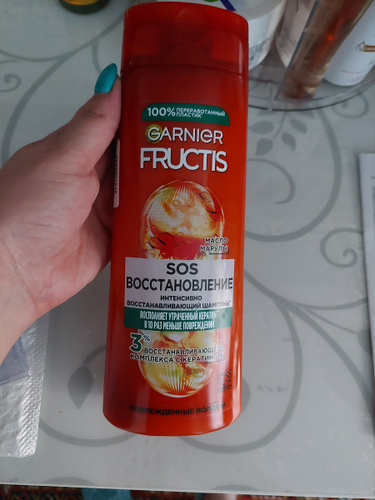 100% ПЕРЕРАБОТАННЫЙ
ПЛАСТИК*
GARNIER
FRUCTIS
МАСЛО
МАРУЛЫ
SOS
ВОССТАНОВЛЕНИЕ
ИНТЕНСИВНО
ВОССТАНАВЛИВАЮЩИЙ ШАМПУНЬ
ВОСПОЛНЯЕТ УТРАЧЕННЫЙ КЕРАТИН
В 10 РАЗ МЕНЬШЕ ПОВРЕЖДЕНИЙ
3% ВОССТАНАВЛИВАЮЩЕГО
КОМПЛЕКСА С КЕРАТИНОМ
ПОВРЕЖДЕННЫЕ ВОЛОСЫ